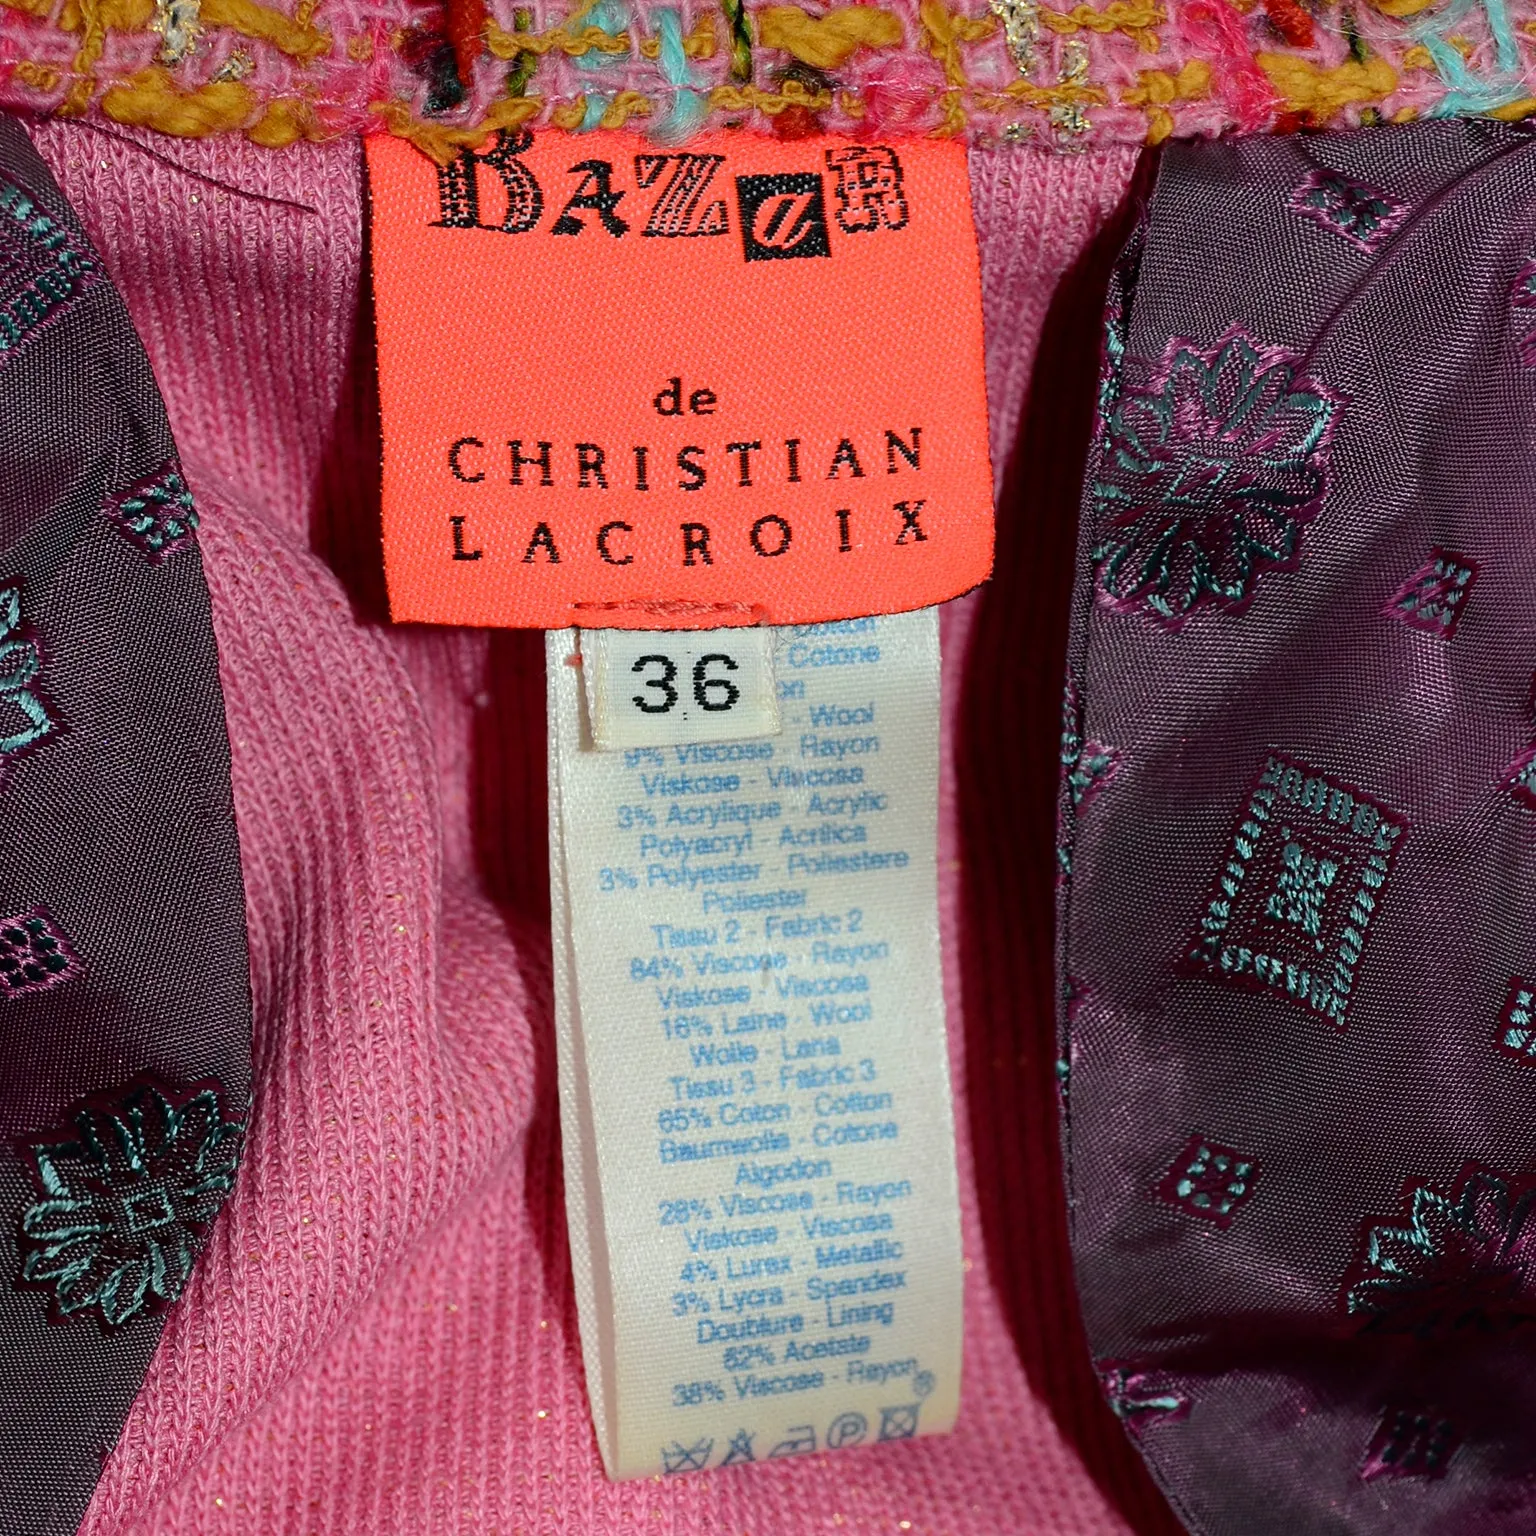 BAZaR
de
CHRISTIAN
LACROIX
36
Cotone
- Wool
9% Viscose - Rayon
Viskose - Viscosa
3% Acrylique - Acrylic
Polyacryl - Acrilica
3% Polyester - Poliestere
Poliester
Tissu 2 - Fabric 2
84% Viscose - Rayon
Viskose - Viscosa
16% Laine - Wool
Wolle - Lana
Tissu 3 - Fabric 3
65% Coton - Cotton
Baumwolle - Cotone
Algodon
28% Viscose - Rayon
Viskose - Viscosa
4% Lurex - Metallic
3% Lycra - Spandex
Doublure - Lining
62% Acetate
38% Viscose - Rayon
®
P